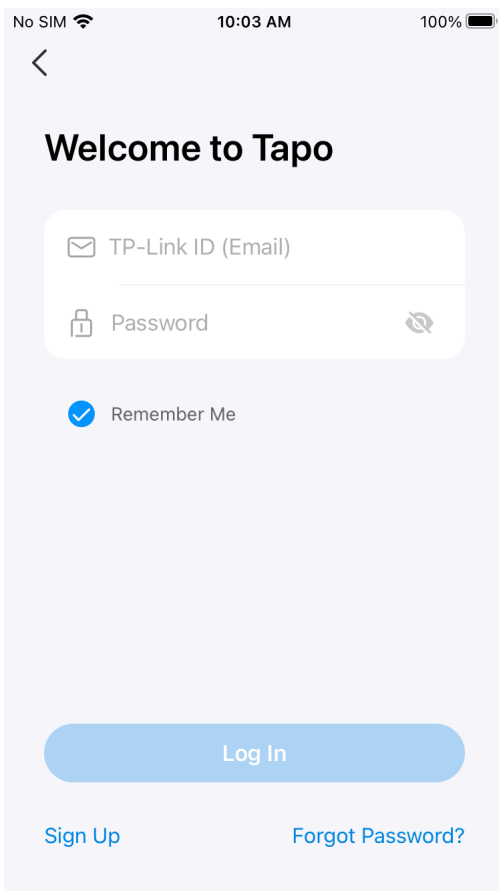 No SIM 10:03 AM 100%
Welcome to Tapo
TP-Link ID (Email)
Password
Remember Me
Log In
Sign Up Forgot Password?